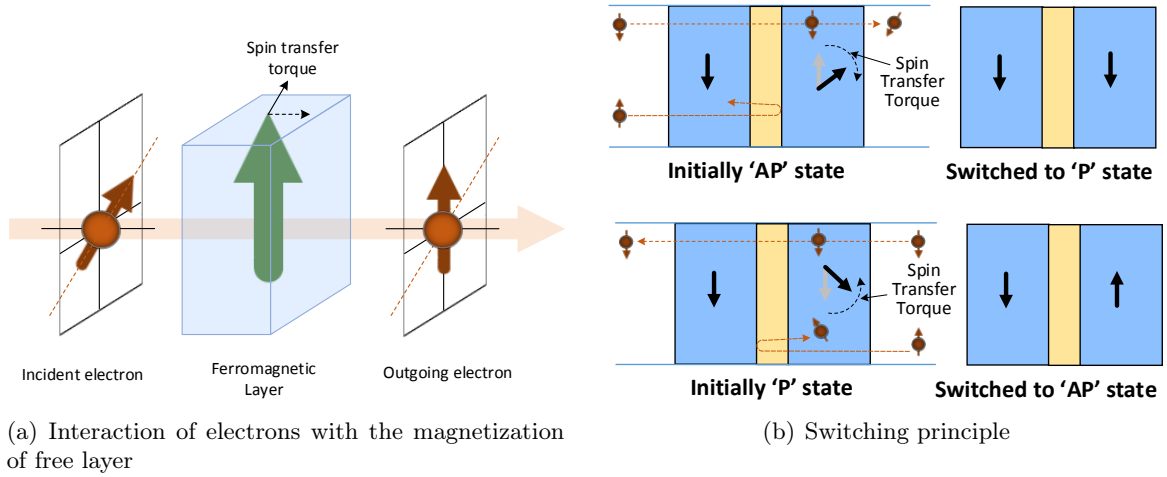 Spin transfer
torque
Incident electron
Ferromagnetic
Layer
Outgoing electron
(a) Interaction of electrons with the magnetization
of free layer
Spin
Transfer
Torque
Initially ‘AP’ state
Switched to ‘P’ state
Spin
Transfer
Torque
Initially ‘P’ state
Switched to ‘AP’ state
(b) Switching principle